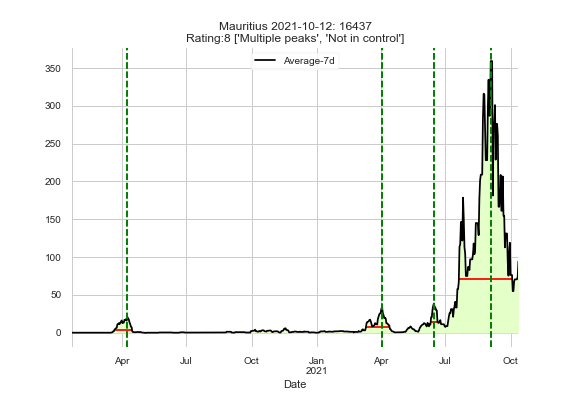 Mauritius 2021-10-12: 16437
Rating:8 ['Multiple peaks', 'Not in control']
Average-7d
350
300
250
200
150
100
50
0
Apr Jul Oct Jan Apr Jul Oct
2021
Date